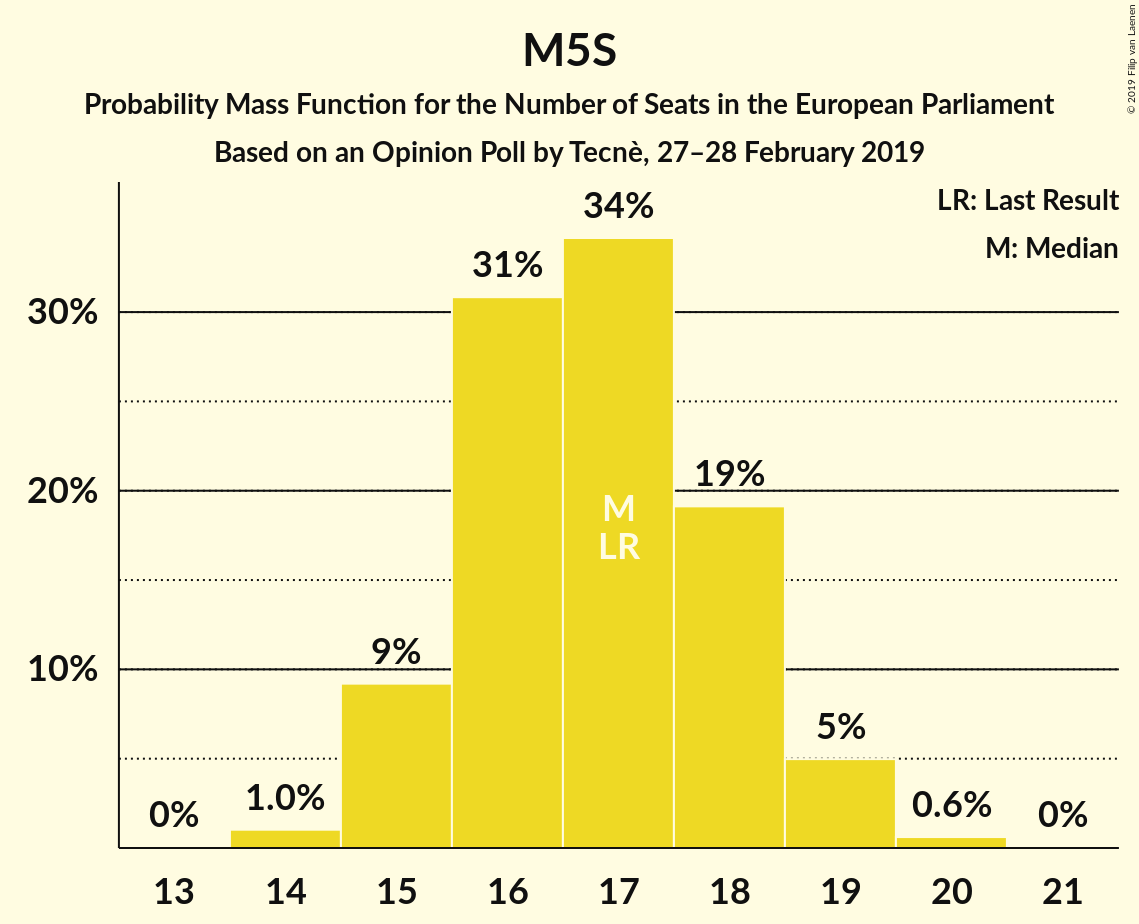 M5S
Probability Mass Function for the Number of Seats in the European Parliament
Based on an Opinion Poll by Tecnè, 27–28 February 2019
© 2019 Filip van Laenen
LR: Last Result
M: Median
34%
31%
30%
19%
20%
M
LR
9%
10%
5%
1.0%
0.6%
0%
0%
13 14 15 16 17 18 19 20 21